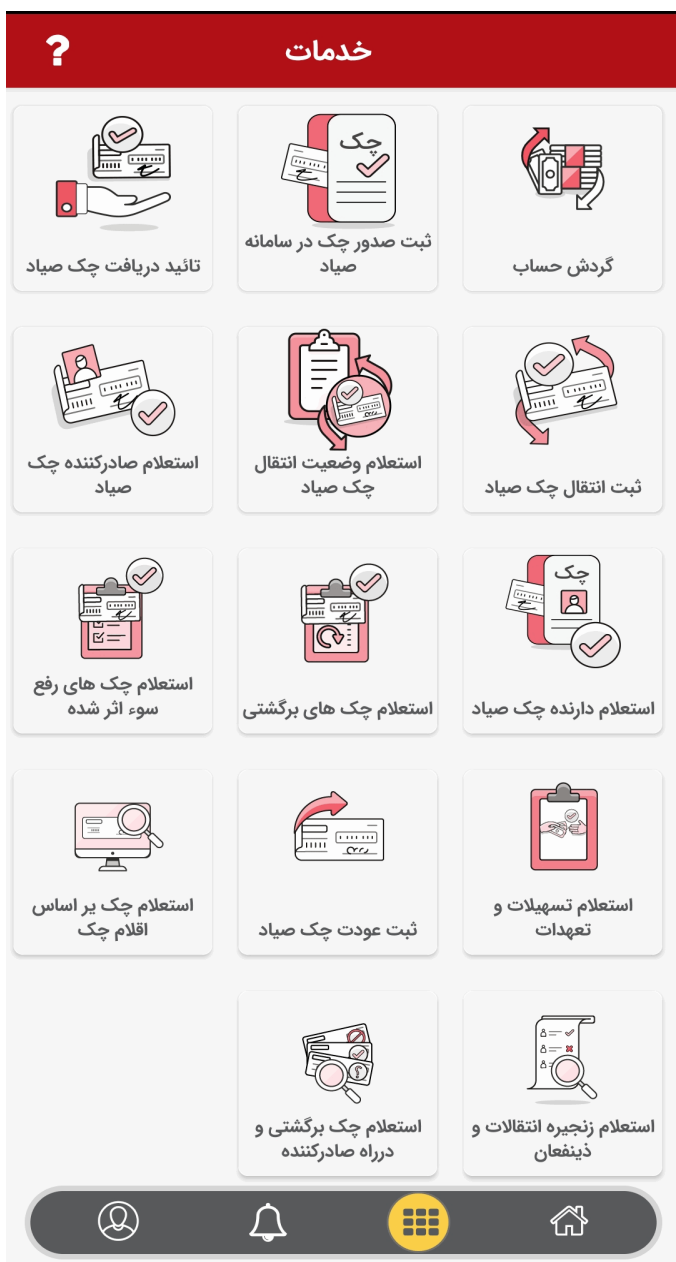 خدمات
?
گردش حساب
چک
ثبت صدور چک در سامانه
صیاد
تائید دریافت چک صیاد
ثبت انتقال چک صیاد
استعلام وضعیت انتقال
چک صیاد
استعلام صادرکننده چک
صیاد
چک
استعلام دارنده چک صیاد
استعلام چک های برگشتی
استعلام چک های رفع
سوء اثر شده
استعلام تسهیلات و
تعهدات
ثبت عودت چک صیاد
استعلام چک یر اساس
اقلام چک
استعلام زنجیره انتقالات و
ذینفعان
استعلام چک برگشتی و
درراه صادرکننده